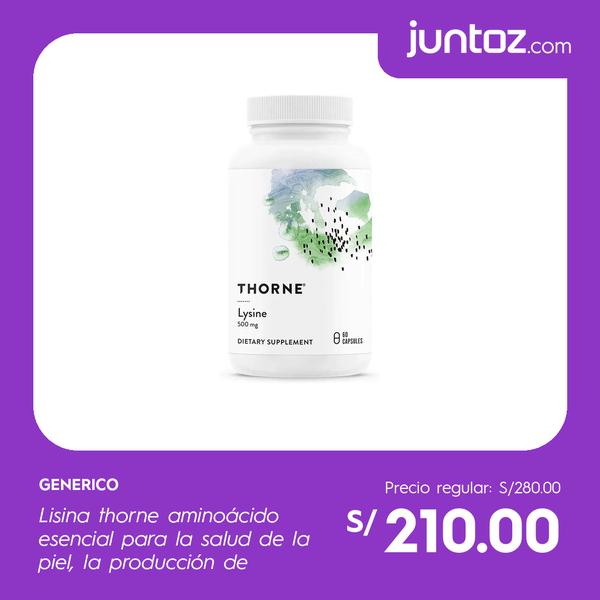 juntoz.com
THORNE®
Lysine
500 mg
DIETARY SUPPLEMENT
60 CAPSULES
GENERICO
Precio regular: S/280.00
Lisina thorne aminoácido
esencial para la salud de la
piel, la producción de
S/ 210.00